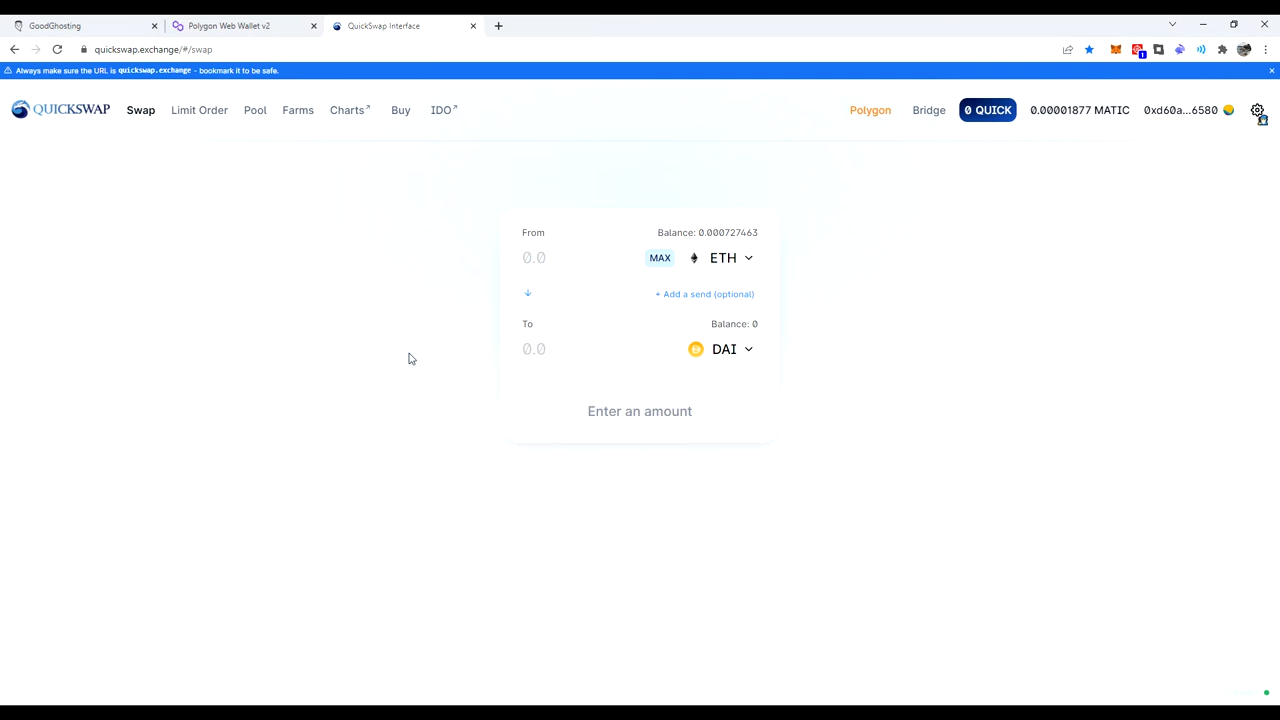 GoodGhosting
Polygon Web Wallet v2
QuickSwap Interface
quickswap.exchange/#/swap
1
Always make sure the URL is quickswap.exchange - bookmark it to be safe.
QUICKSWAP
Swap
Limit Order
Pool
Farms
Charts↗
Buy
IDO↗
Polygon
Bridge
0 QUICK
0.00001877 MATIC
0xd60a...6580
From
Balance: 0.000727463
0.0
MAX
ETH
+ Add a send (optional)
To
Balance: 0
0.0
DAI
Enter an amount